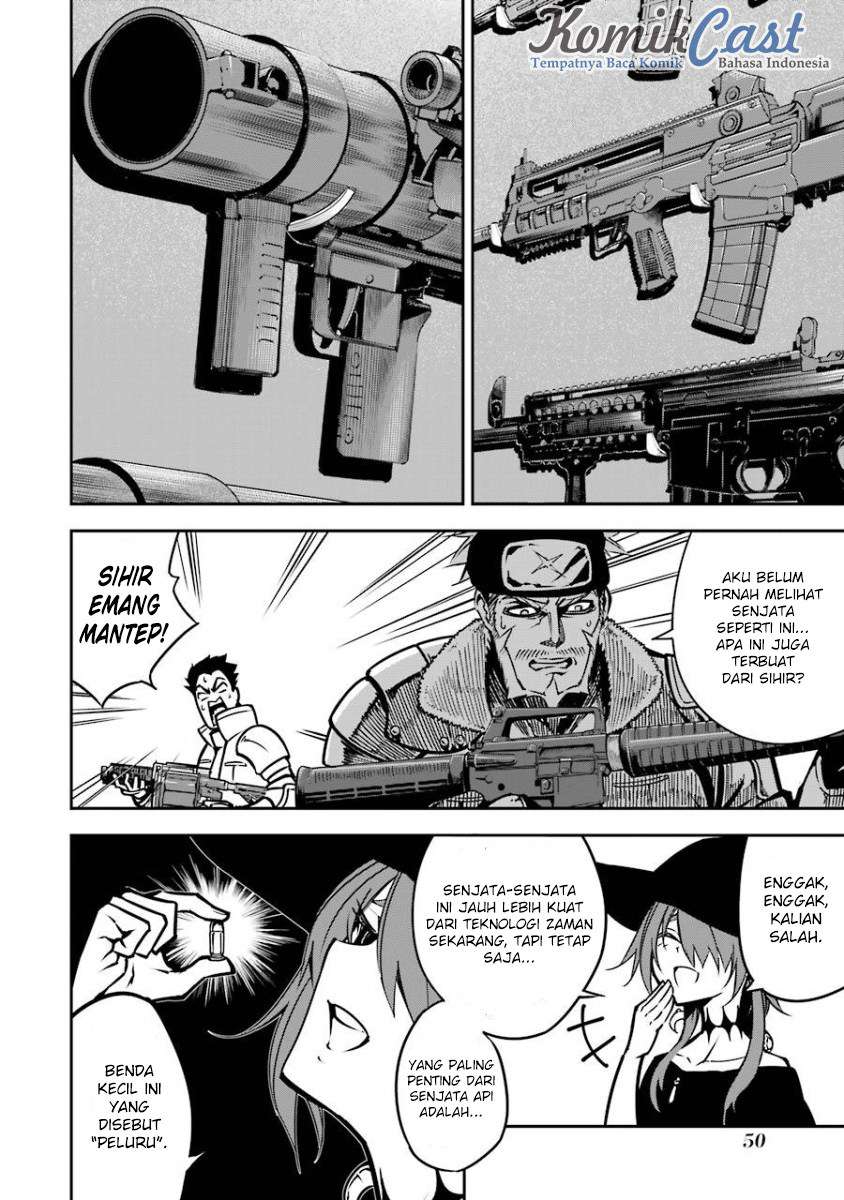 KomikCast
Tempatnya Baca Komik Bahasa Indonesia
AKU BELUM
PERNAH MELIHAT
SENJATA
SEPERTI INI...
APA INI JUGA
TERBUAT
DARI SIHIR?
SIHIR
EMANG
MANTEP!
ENGGAK,
ENGGAK,
KALIAN
SALAH.
SENJATA-SENJATA
INI JAUH LEBIH KUAT
DARI TEKNOLOGI ZAMAN
SEKARANG, TAPI TETAP
SAJA...
YANG PALING
PENTING DARI
SENJATA API
ADALAH...
BENDA
KECIL INI
YANG
DISEBUT
"PELURU".
50